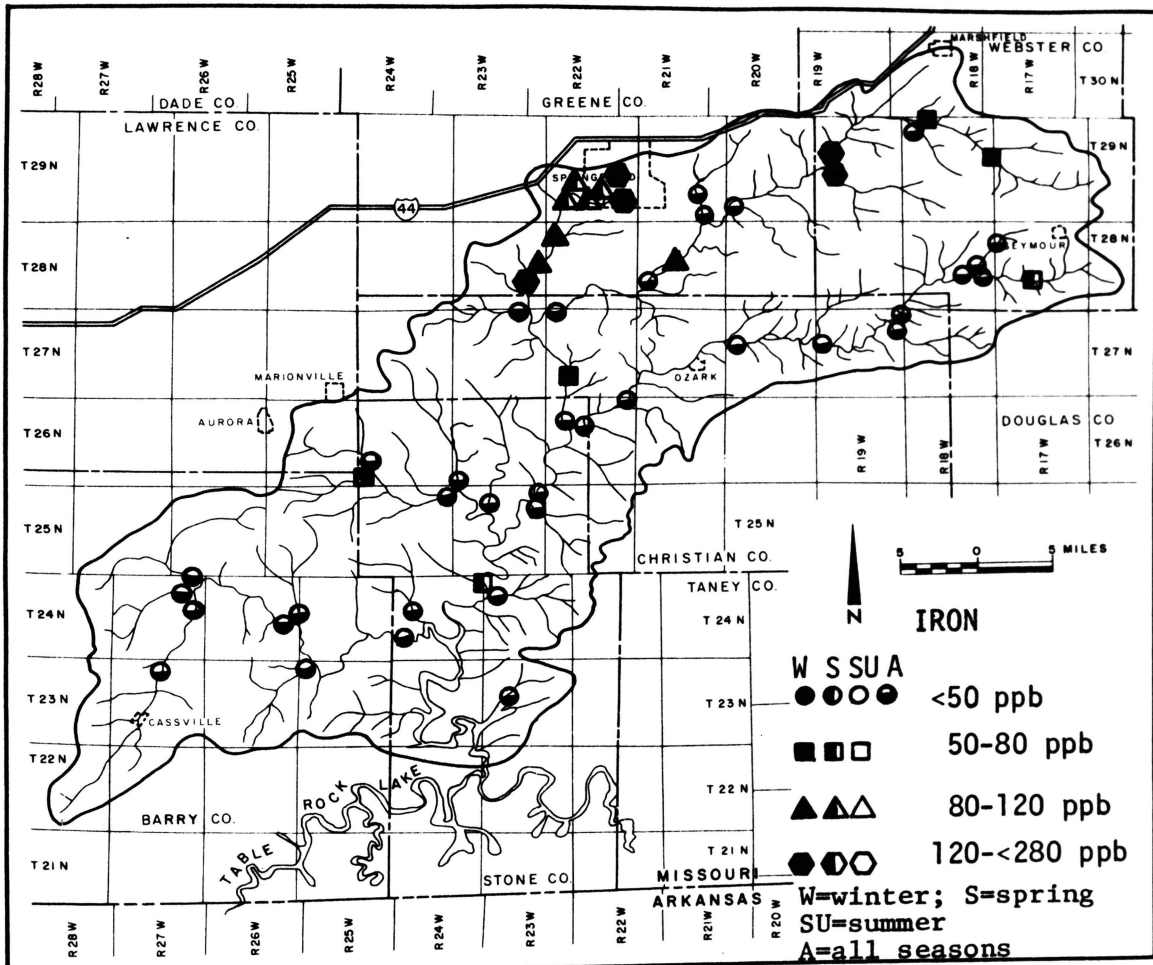 MARSHFIELD
WEBSTER CO.
R28W R27W R26W R25W R24W R23W R22W R21W R20W R19W R18W R17W
T30N
DADE CO.
GREENE CO.
LAWRENCE CO.
T29N
T29N
44
T28N
SEYMOUR
T28N
T27N
OZARK
T27N
MARIONVILLE
AURORA
T26N
DOUGLAS CO
R19W R18W R17W
T26N
T25N
T25N
CHRISTIAN CO.
5 0 5 MILES
TANEY CO.
T24N
T24N
N
IRON
W S SU A
<50 ppb
T23N
T23N
CASSVILLE
50-80 ppb
T22N
T22N
TABLE ROCK LAKE
80-120 ppb
BARRY CO.
T21N
T21N
120-<280 ppb
STONE CO.
MISSOURI
ARKANSAS
W=winter; S=spring
SU=summer
A=all seasons
R28W R27W R26W R25W R24W R23W R22W R21W R20W